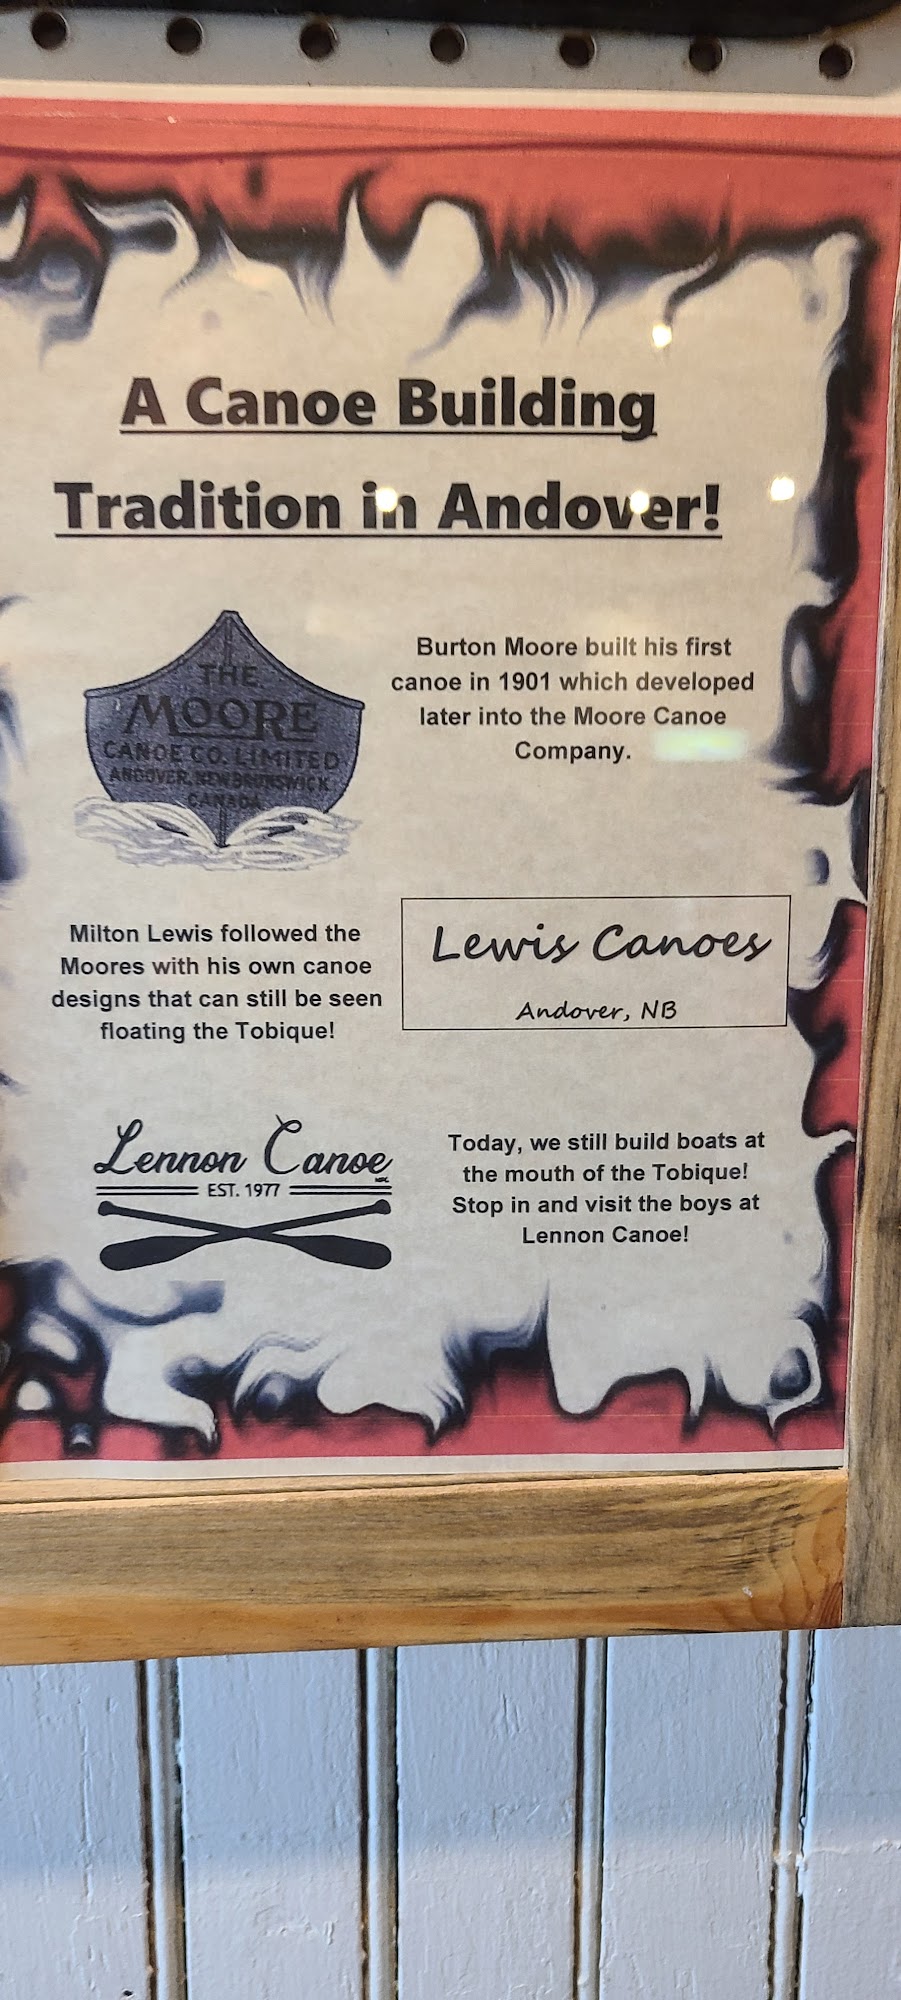 A Canoe Building
Tradition in Andover!
THE
MOORE
CANOE CO. LIMITED
ANDOVER, NEW BRUNSWICK
CANADA
Burton Moore built his first
canoe in 1901 which developed
later into the Moore Canoe
Company.
Milton Lewis followed the
Moores with his own canoe
designs that can still be seen
floating the Tobique!
Lewis Canoes
Andover, NB
Lennon Canoe
EST. 1977
Today, we still build boats at
the mouth of the Tobique!
Stop in and visit the boys at
Lennon Canoe!